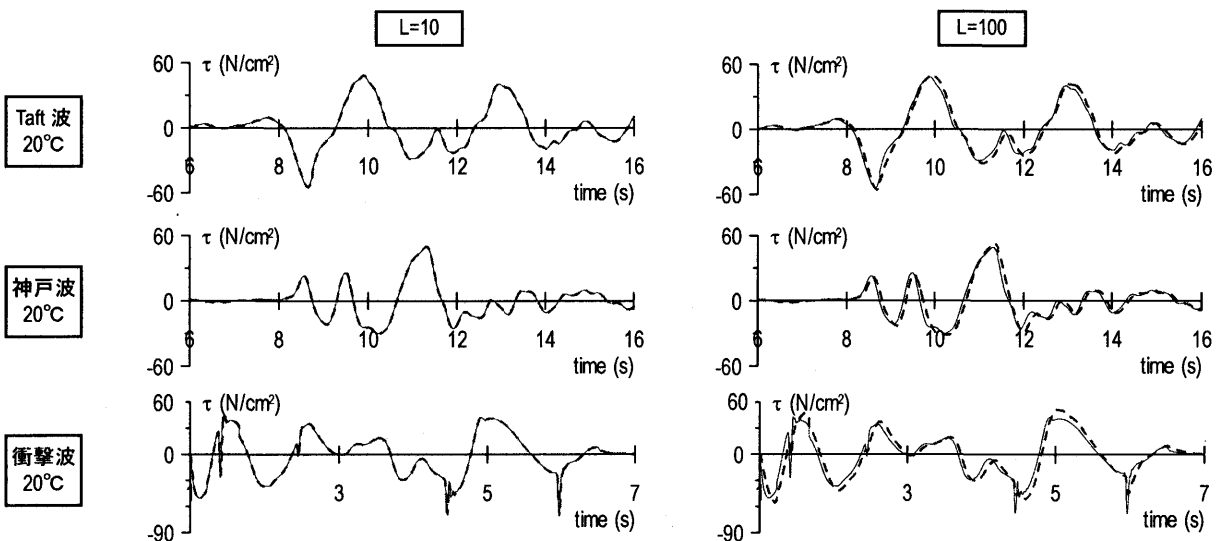 L=10
L=100
Taft 波
20°C
60
τ (N/cm²)
0
-60
6
8
10
12
14
16
time (s)
60
τ (N/cm²)
0
-60
6
8
10
12
14
16
time (s)
神戸波
20°C
60
τ (N/cm²)
0
-60
6
8
10
12
14
16
time (s)
60
τ (N/cm²)
0
-60
6
8
10
12
14
16
time (s)
衝撃波
20°C
60
τ (N/cm²)
0
-90
3
5
7
time (s)
60
τ (N/cm²)
0
-90
3
5
7
time (s)